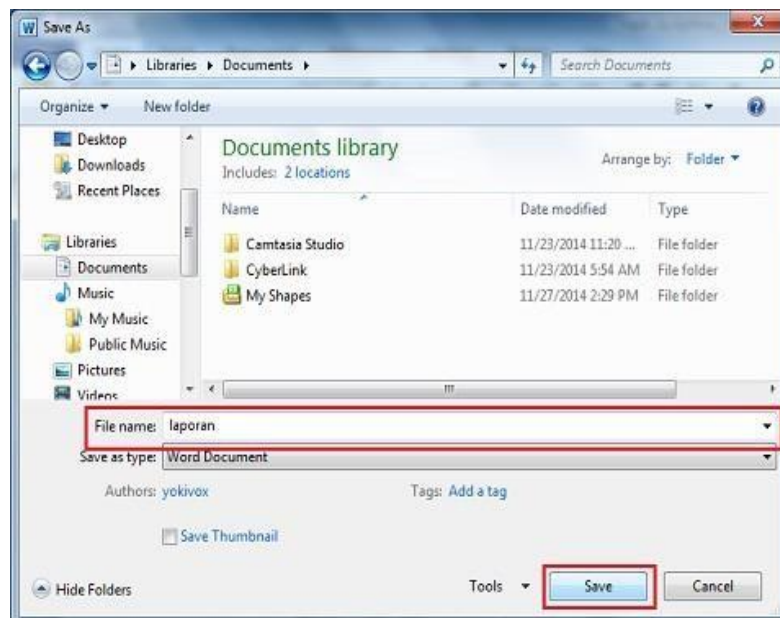 Save As
Libraries Documents
Search Documents
Organize New folder
Desktop
Downloads
Recent Places
Libraries
Documents
Music
My Music
Public Music
Pictures
Videos
Documents library
Includes: 2 locations
Arrange by: Folder
Name Date modified Type
Camtasia Studio 11/23/2014 11:20 ... File folder
CyberLink 11/23/2014 5:54 AM File folder
My Shapes 11/27/2014 2:29 PM File folder
File name: laporan
Save as type: Word Document
Authors: yokivox Tags: Add a tag
Save Thumbnail
Hide Folders Tools Save Cancel